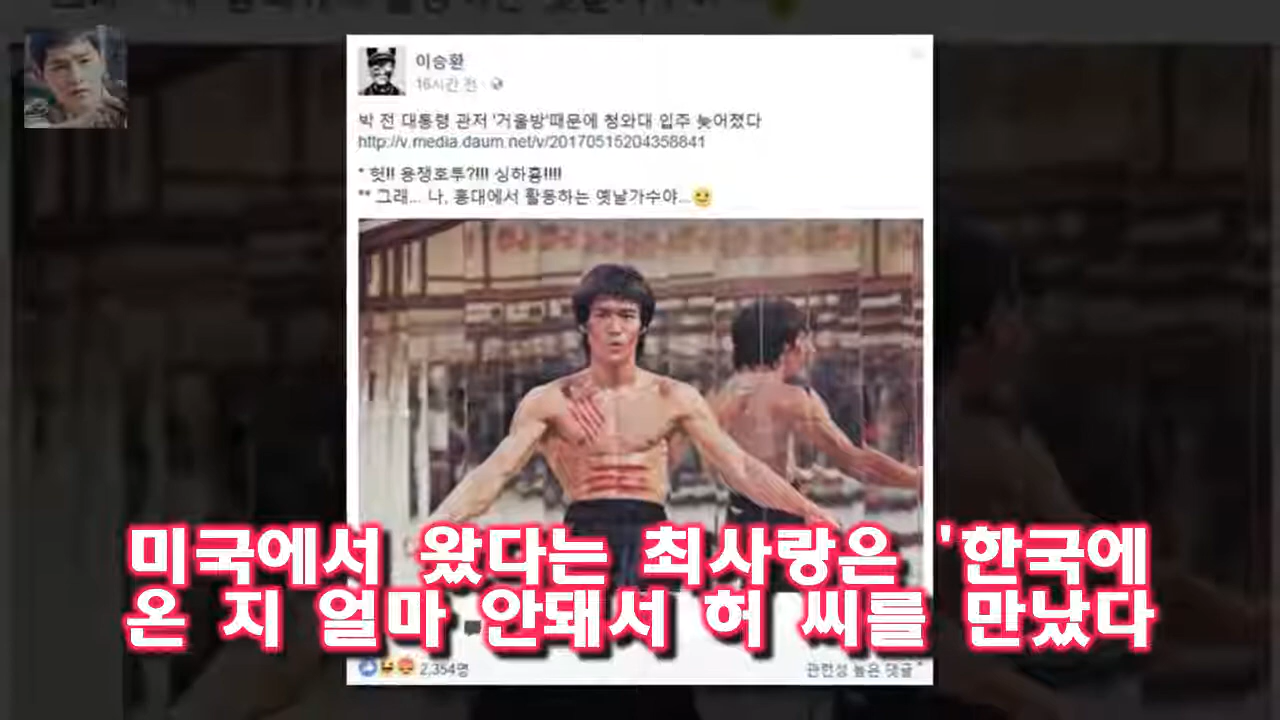 이승환
16시간 전 ·
박 전 대통령 관저 '거울방'때문에 청와대 입주 늦어졌다
http://v.media.daum.net/v/20170515204358841
* 헛!! 용쟁호투?!!! 싱하횽!!!!
** 그래... 나, 홍대에서 활동하는 옛날가수야...
미국에서 왔다는 최사랑은 '한국에
온 지 얼마 안돼서 허 씨를 만났다
2,354명
관련성 높은 댓글